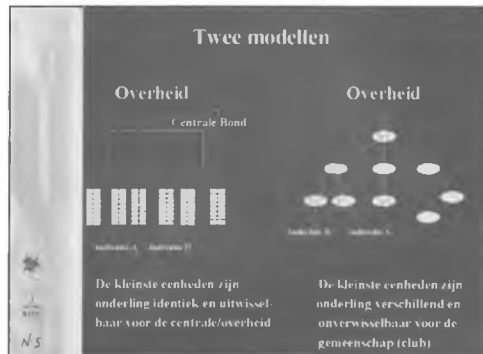 Twee modellen
Overheid
Centrale Bond
De kleinste eenheden zijn
onderling identiek en uitwissel-
baar voor de centrale/overheid
Overheid
De kleinste eenheden zijn
onderling verschillend en
onverwisselbaar voor de
gemeenschap (club)
NS